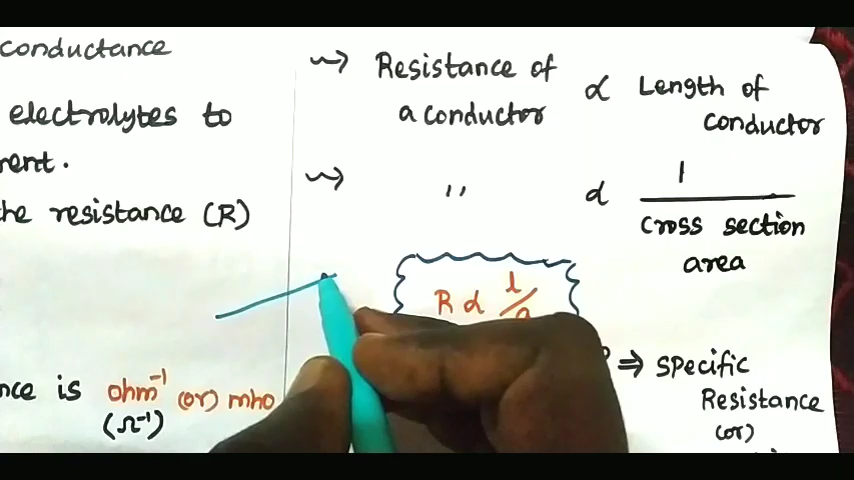 conductance
electrolytes to
rent.
he resistance (R)
nce is ohm⁻¹ (or) mho
(Ω⁻¹)
⇝ Resistance of
a conductor ∝ Length of
conductor
⇝ ,, ∝ 1
cross section
area
R ∝ l/a
⇒ Specific
Resistance
(or)